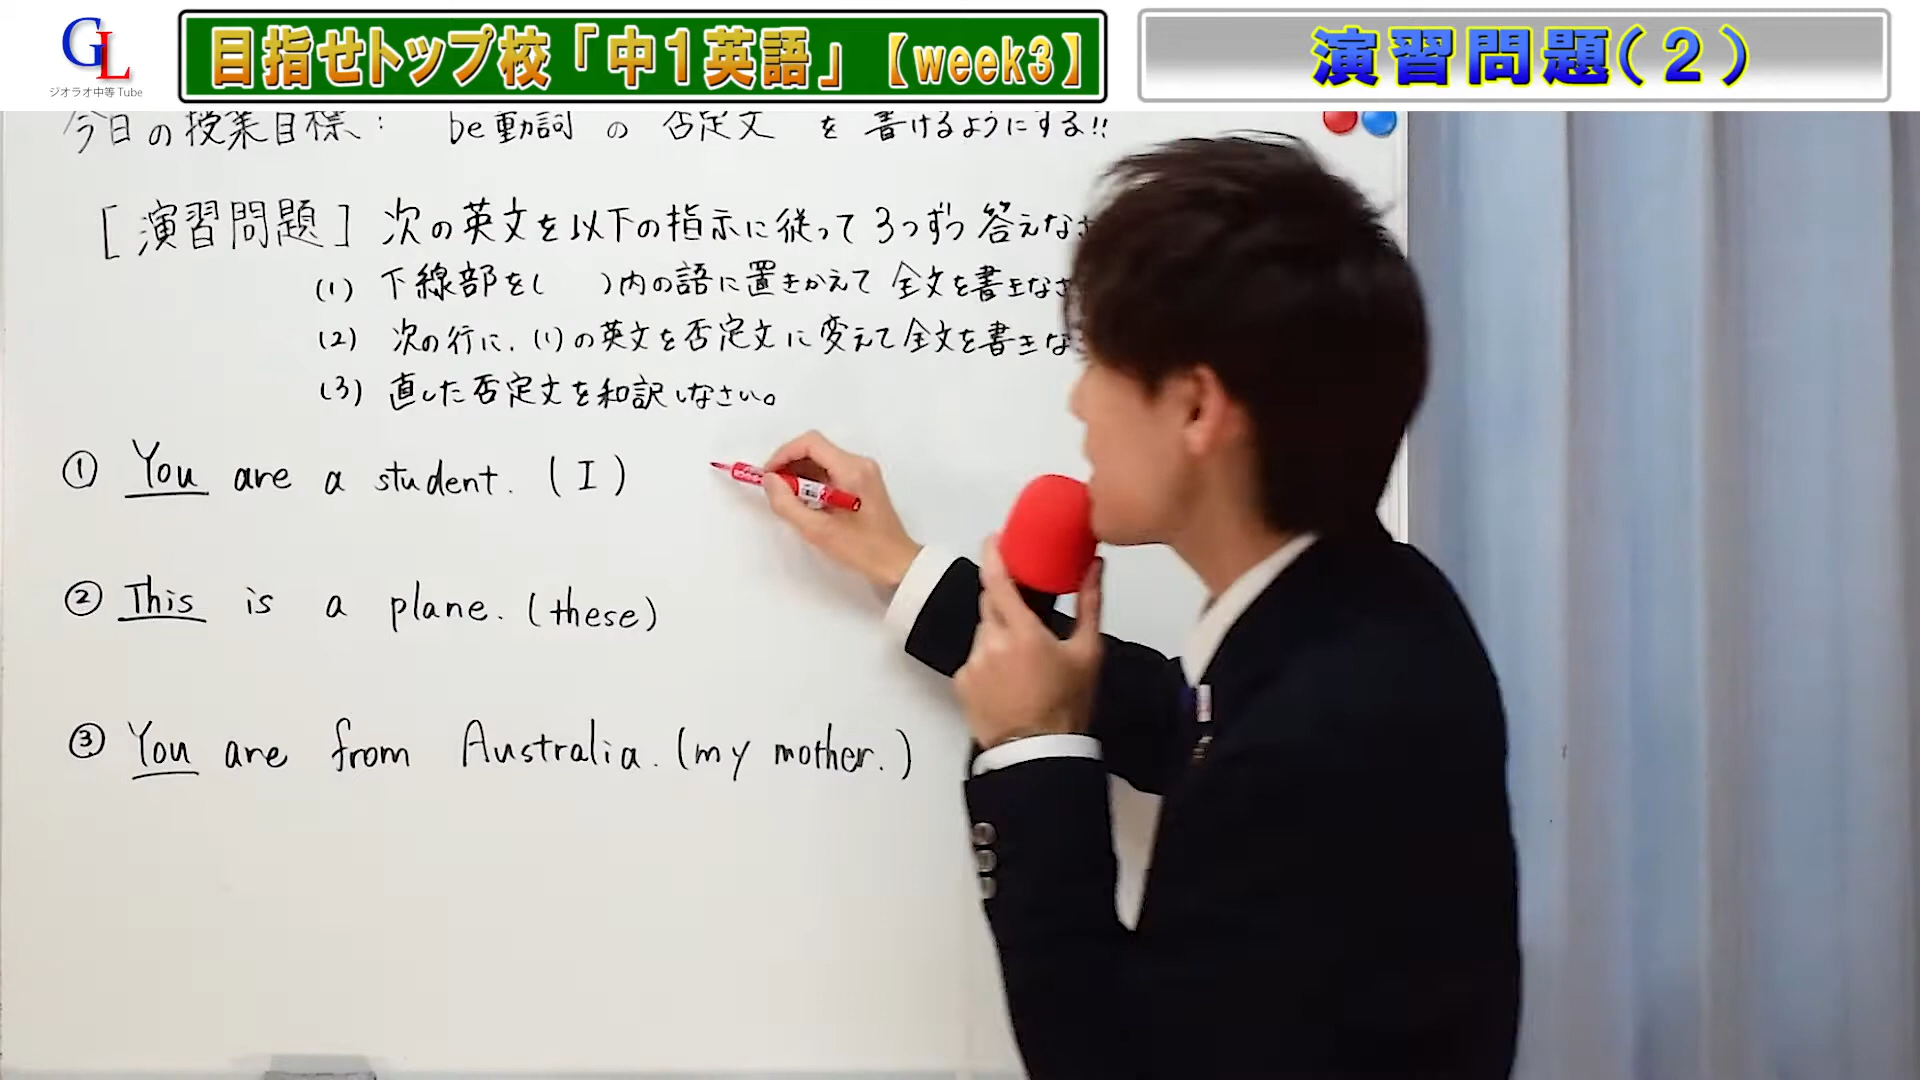 GL
ジオラオ中等Tube
目指せトップ校「中1英語」【week3】
演習問題(2)
今日の授業目標: be動詞 の 否定文 を 書けるようにする!!
[演習問題] 次の英文を以下の指示に従って3つずつ答えなさ
(1) 下線部を( )内の語に置きかえて 全文を書きなさ
(2) 次の行に、(1)の英文を否定文に変えて全文を書きな
(3) 直した否定文を和訳しなさい。
① You are a student. (I)
② This is a plane. (these)
③ You are from Australia. (my mother.)